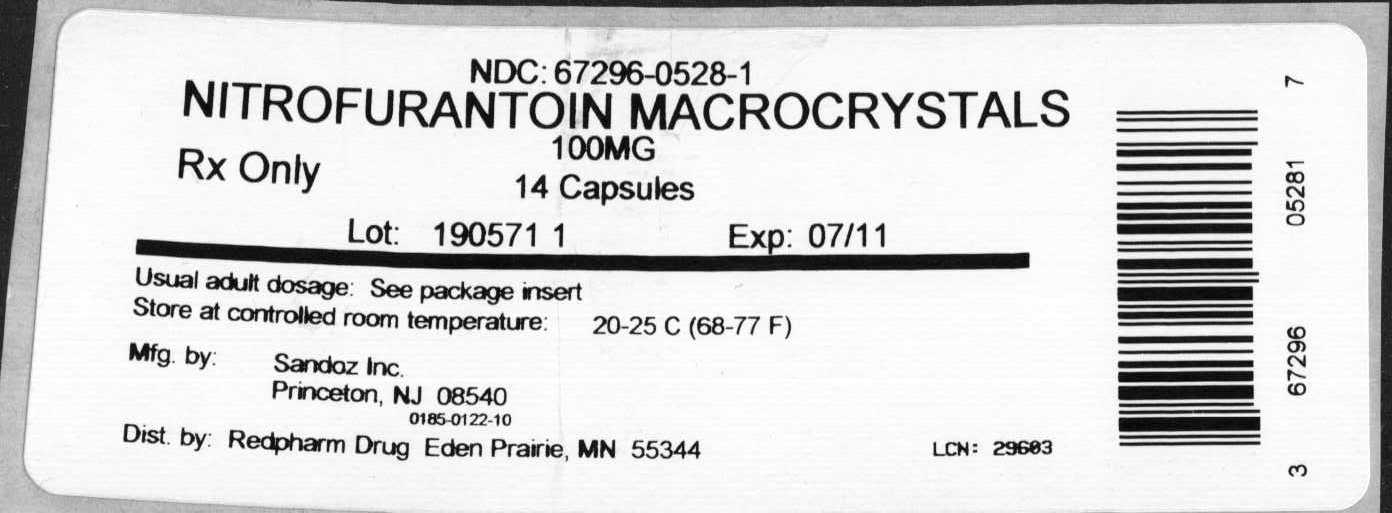 NDC: 67296-0528-1
NITROFURANTOIN MACROCRYSTALS
100MG
Rx Only
14 Capsules
Lot: 190571 1 Exp: 07/11
Usual adult dosage: See package insert
Store at controlled room temperature: 20-25 C (68-77 F)
Mfg. by: Sandoz Inc.
Princeton, NJ 08540
0185-0122-10
Dist. by: Redpharm Drug Eden Prairie, MN 55344
LCN: 29603
3 67296 05281 7